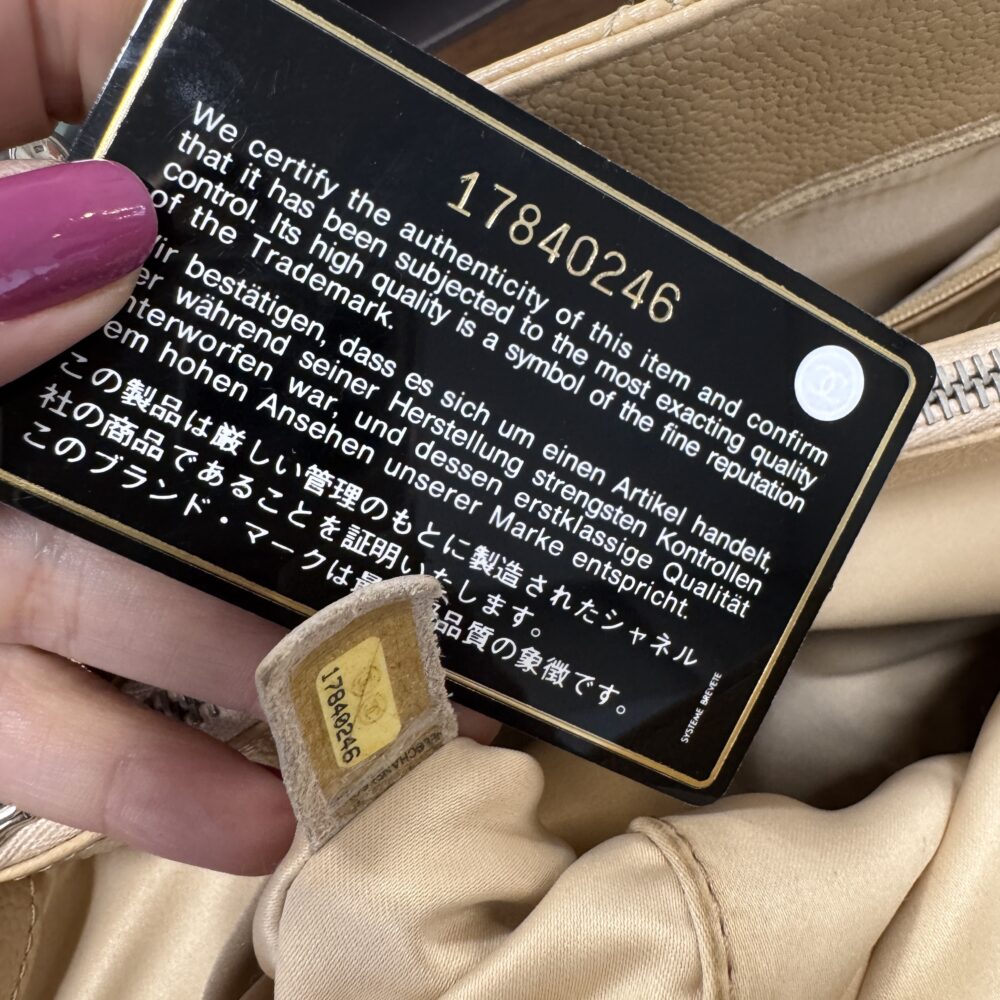 17840246
We certify the authenticity of this item and confirm
that it has been subjected to the most exacting quality
control. Its high quality is a symbol of the fine reputation
of the Trademark.
bestätigen, dass es sich um einen Artikel handelt,
während seiner Herstellung strengsten Kontrollen
war, und dessen erstklassige Qualität
hohen Ansehen unserer Marke entspricht.
この製品は厳しい管理のもとに製造されたシャネル
社の商品であることを証明いたします。
このブランド・マークは最 品質の象徴です。
SYSTEME BREVETE
17840246